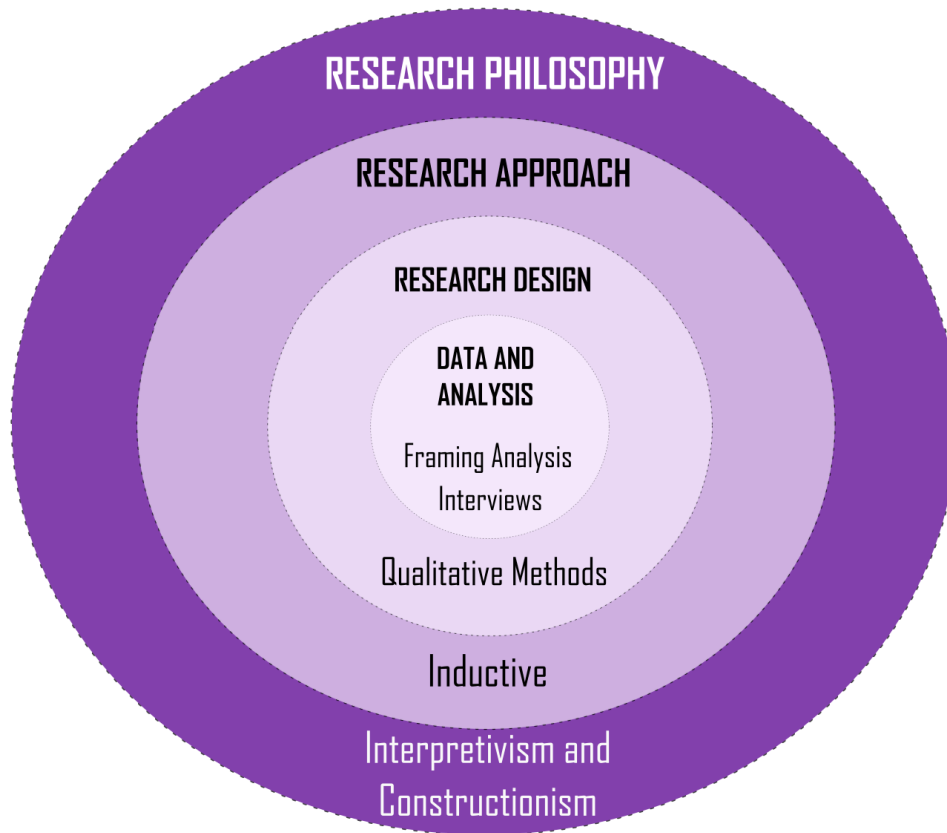 RESEARCH PHILOSOPHY
RESEARCH APPROACH
RESEARCH DESIGN
DATA AND
ANALYSIS
Framing Analysis
Interviews
Qualitative Methods
Inductive
Interpretivism and
Constructionism